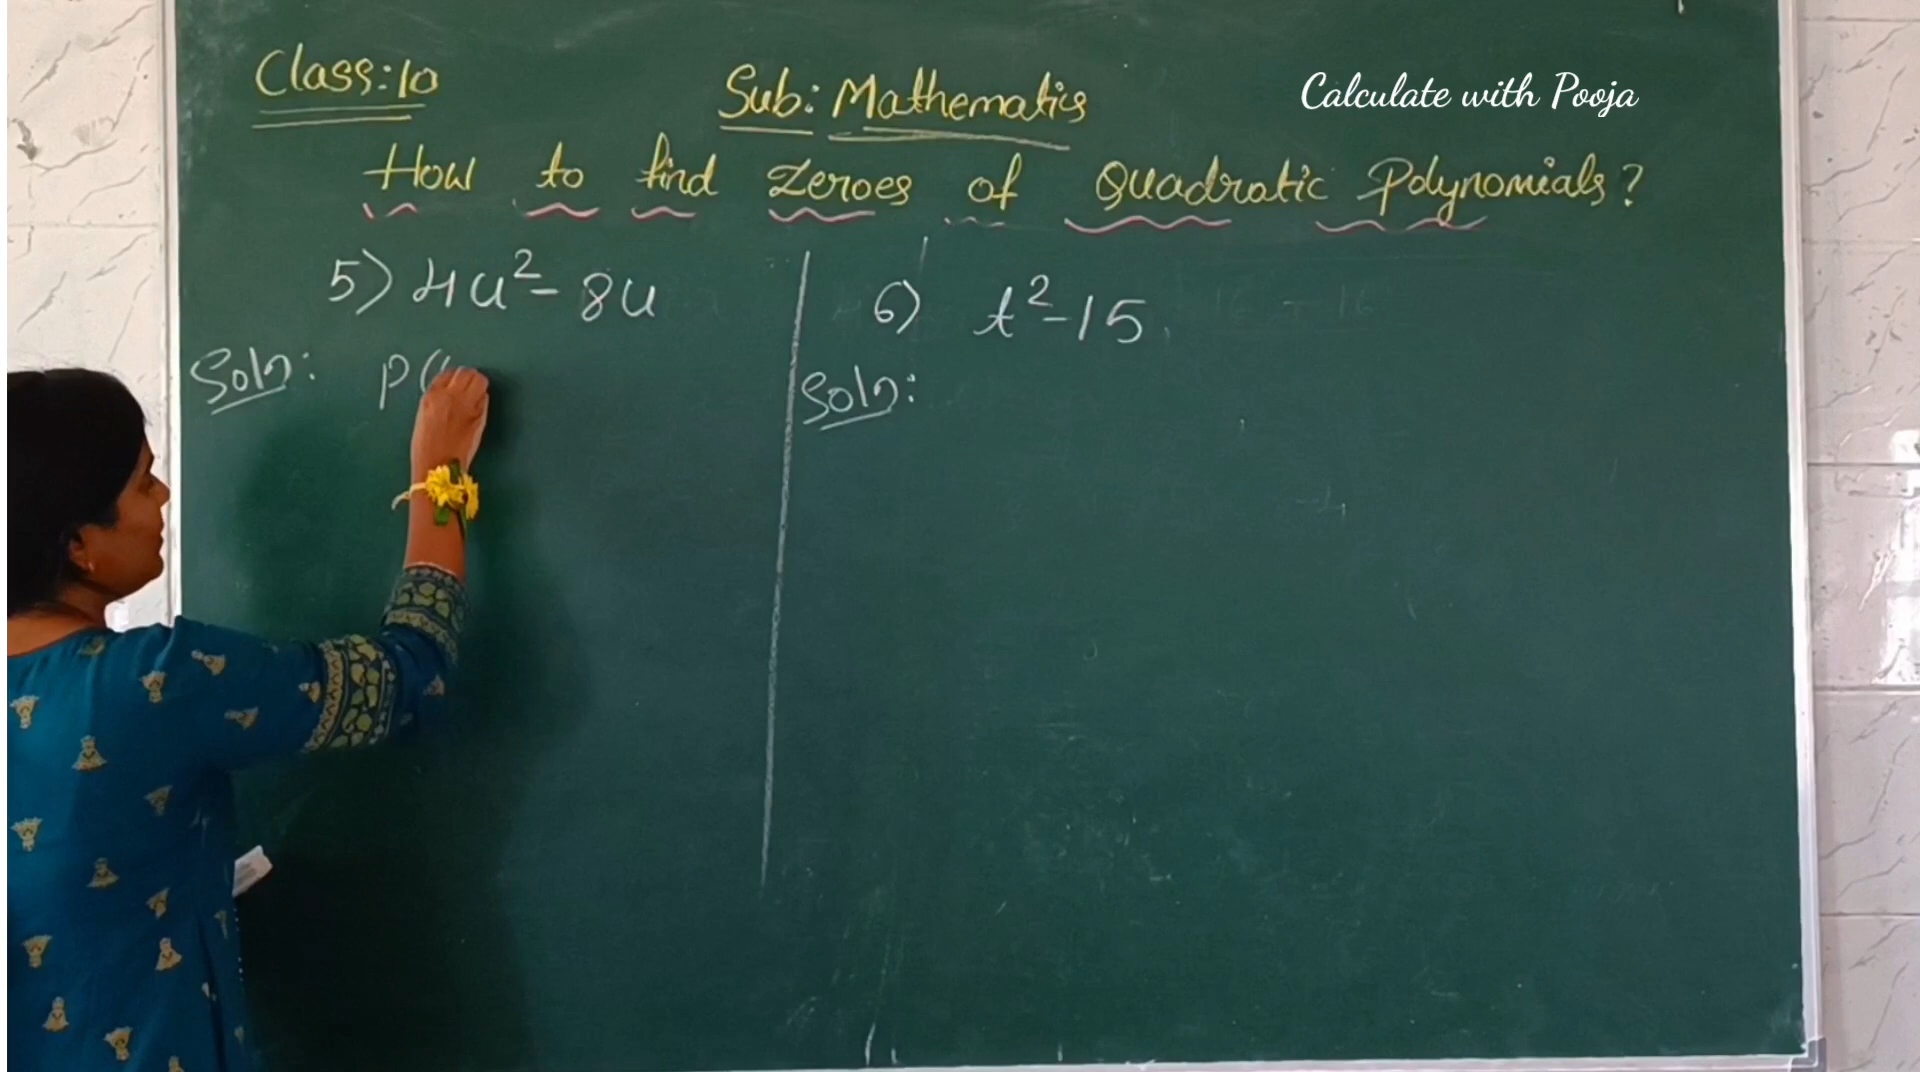 Class: 10
Sub: Mathematics
Calculate with Pooja
How to find zeroes of Quadratic Polynomials?
5) 4u² - 8u
6) t² - 15
Soln: P(
Soln: